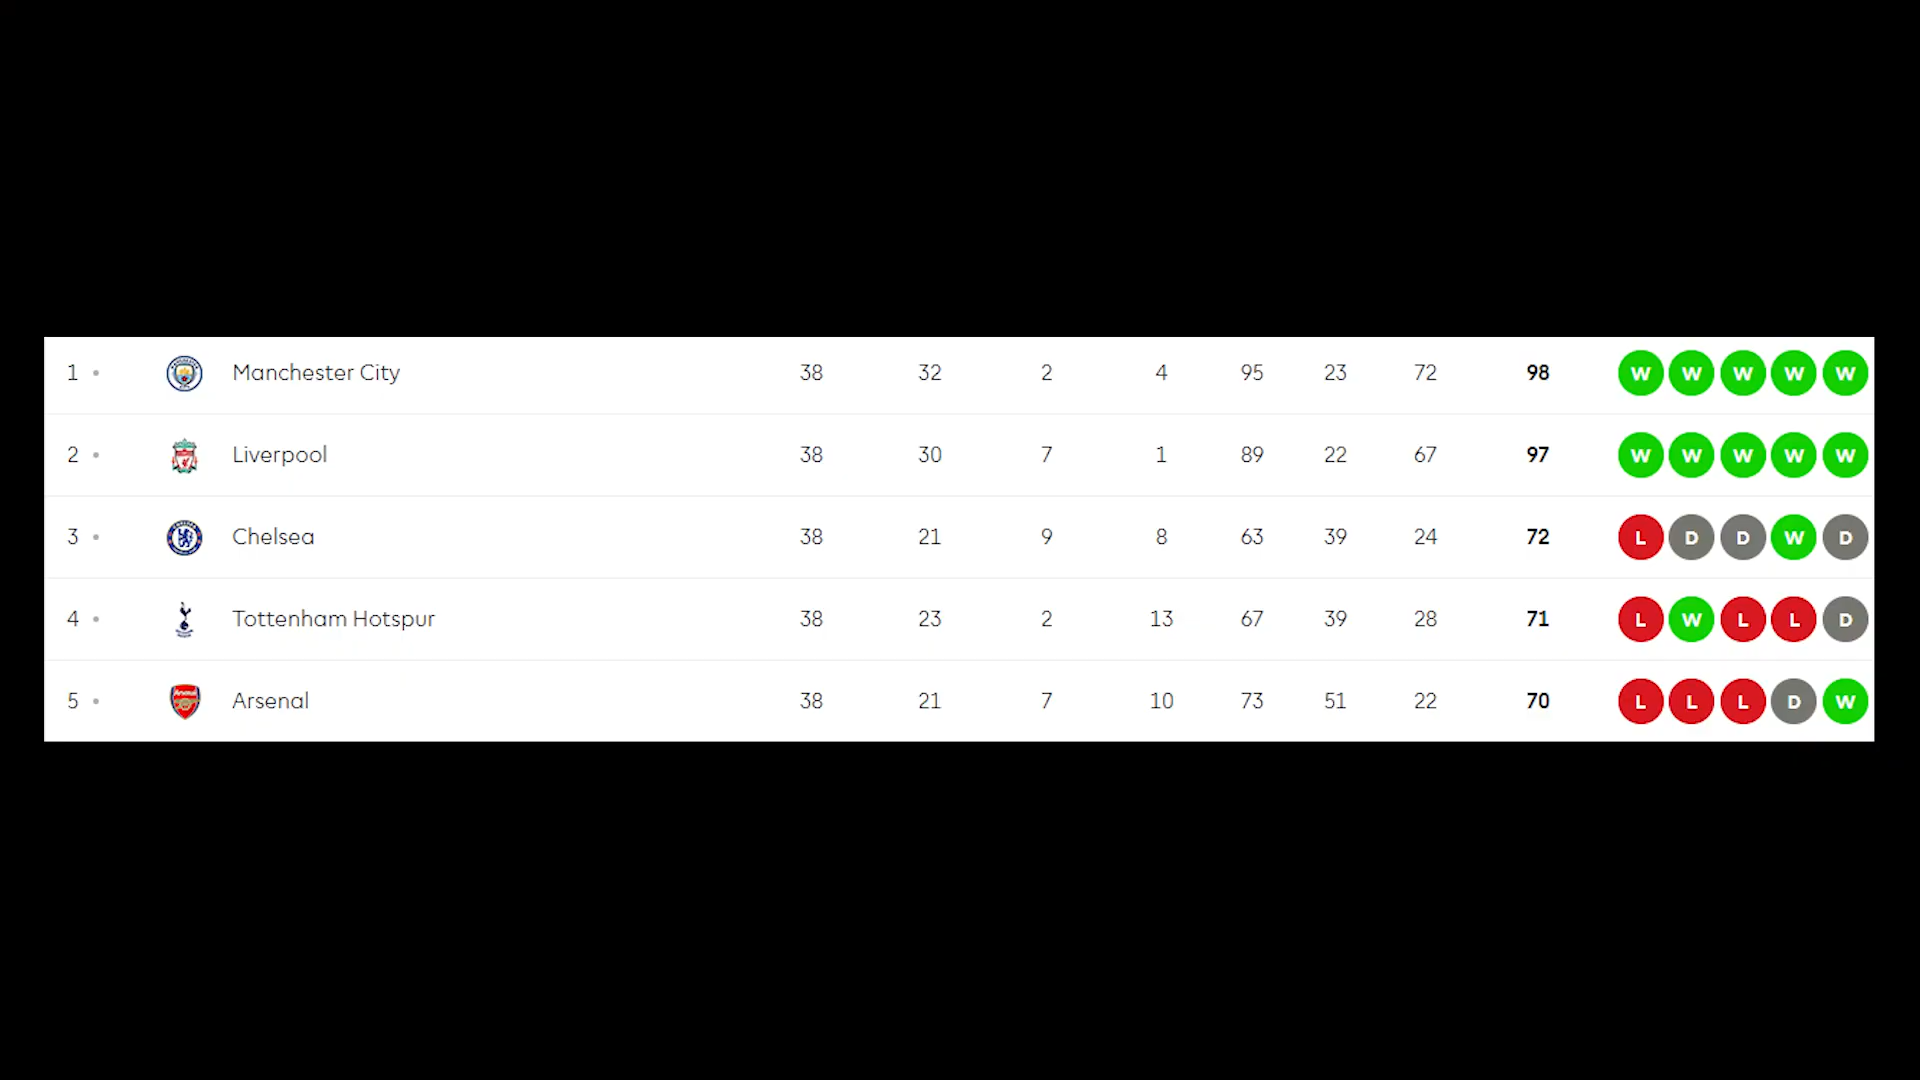 1 Manchester City 38 32 2 4 95 23 72 98 W W W W W
2 Liverpool 38 30 7 1 89 22 67 97 W W W W W
3 Chelsea 38 21 9 8 63 39 24 72 L D D W D
4 Tottenham Hotspur 38 23 2 13 67 39 28 71 L W L L D
5 Arsenal 38 21 7 10 73 51 22 70 L L L D W